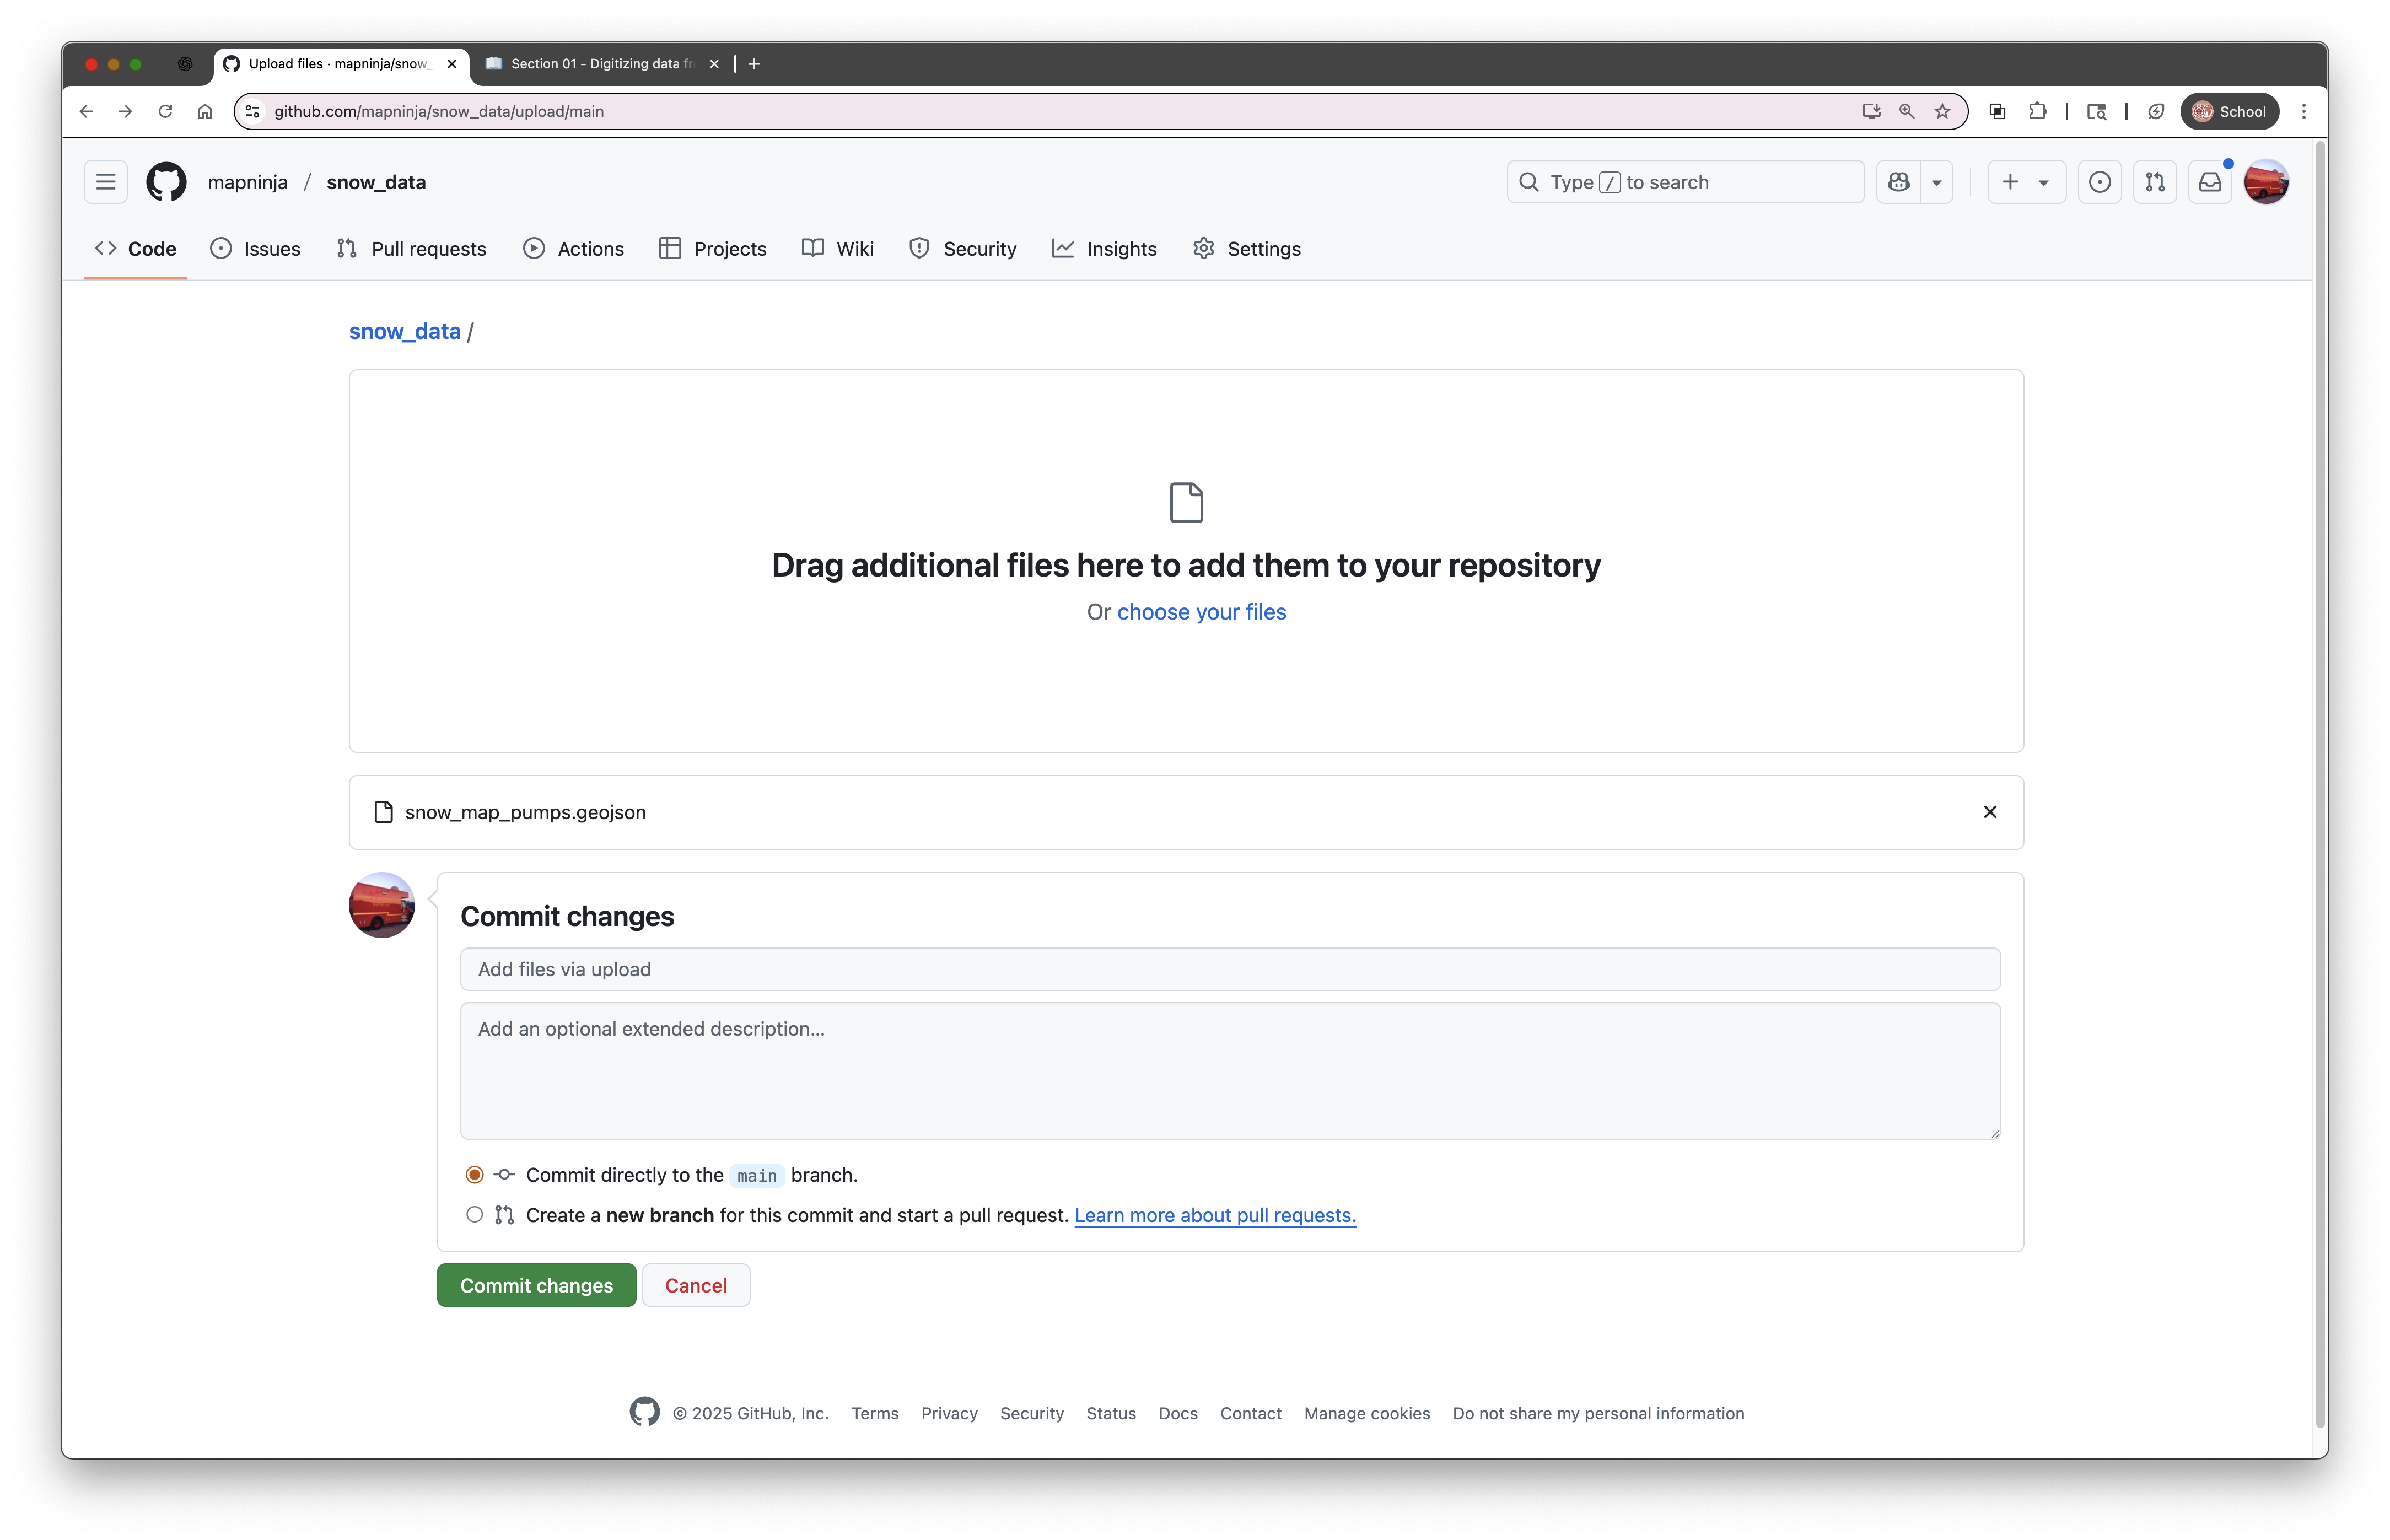 Upload files · mapninja/snow_
Section 01 - Digitizing data fr
github.com/mapninja/snow_data/upload/main
School
mapninja / snow_data
Type / to search
Code
Issues
Pull requests
Actions
Projects
Wiki
Security
Insights
Settings
snow_data /
Drag additional files here to add them to your repository
Or choose your files
snow_map_pumps.geojson
Commit changes
Add files via upload
Add an optional extended description...
Commit directly to the main branch.
Create a new branch for this commit and start a pull request. Learn more about pull requests.
Commit changes
Cancel
© 2025 GitHub, Inc.
Terms
Privacy
Security
Status
Docs
Contact
Manage cookies
Do not share my personal information